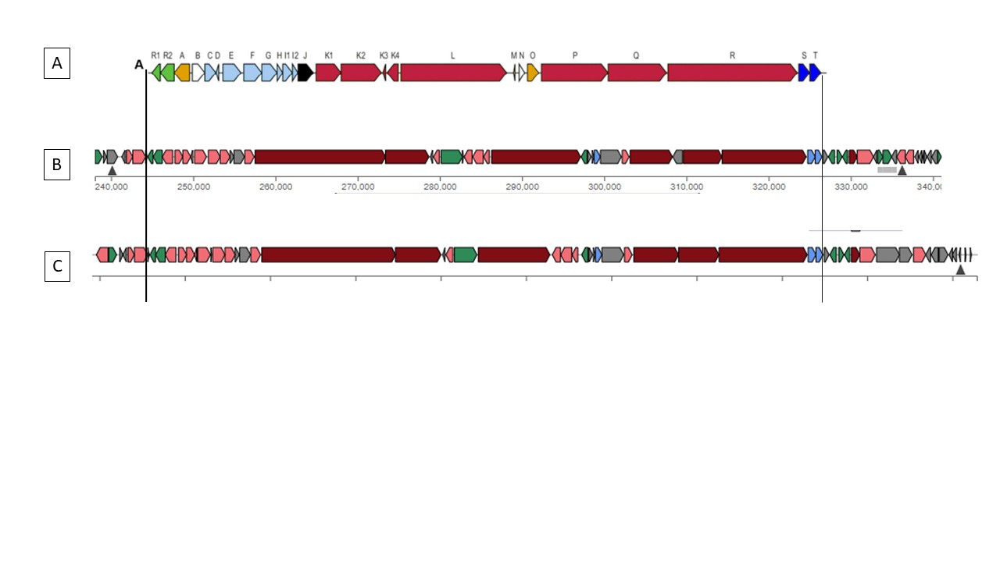 A
A
R1 R2 A B C D E F G H I1 I2 J K1 K2 K3 K4 L M N O P Q R S T
B
240,000 250,000 260,000 270,000 280,000 290,000 300,000 310,000 320,000 330,000 340,0
C